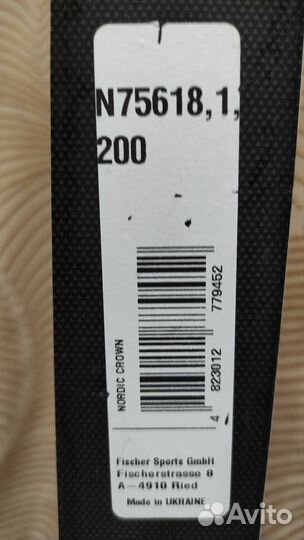 N75618,1,
200
NORDIC CROWN
4 823012 779452
Fischer Sports GmbH
Fischerstrasse 8
A-4910 Ried
Made in UKRAINE
Avito